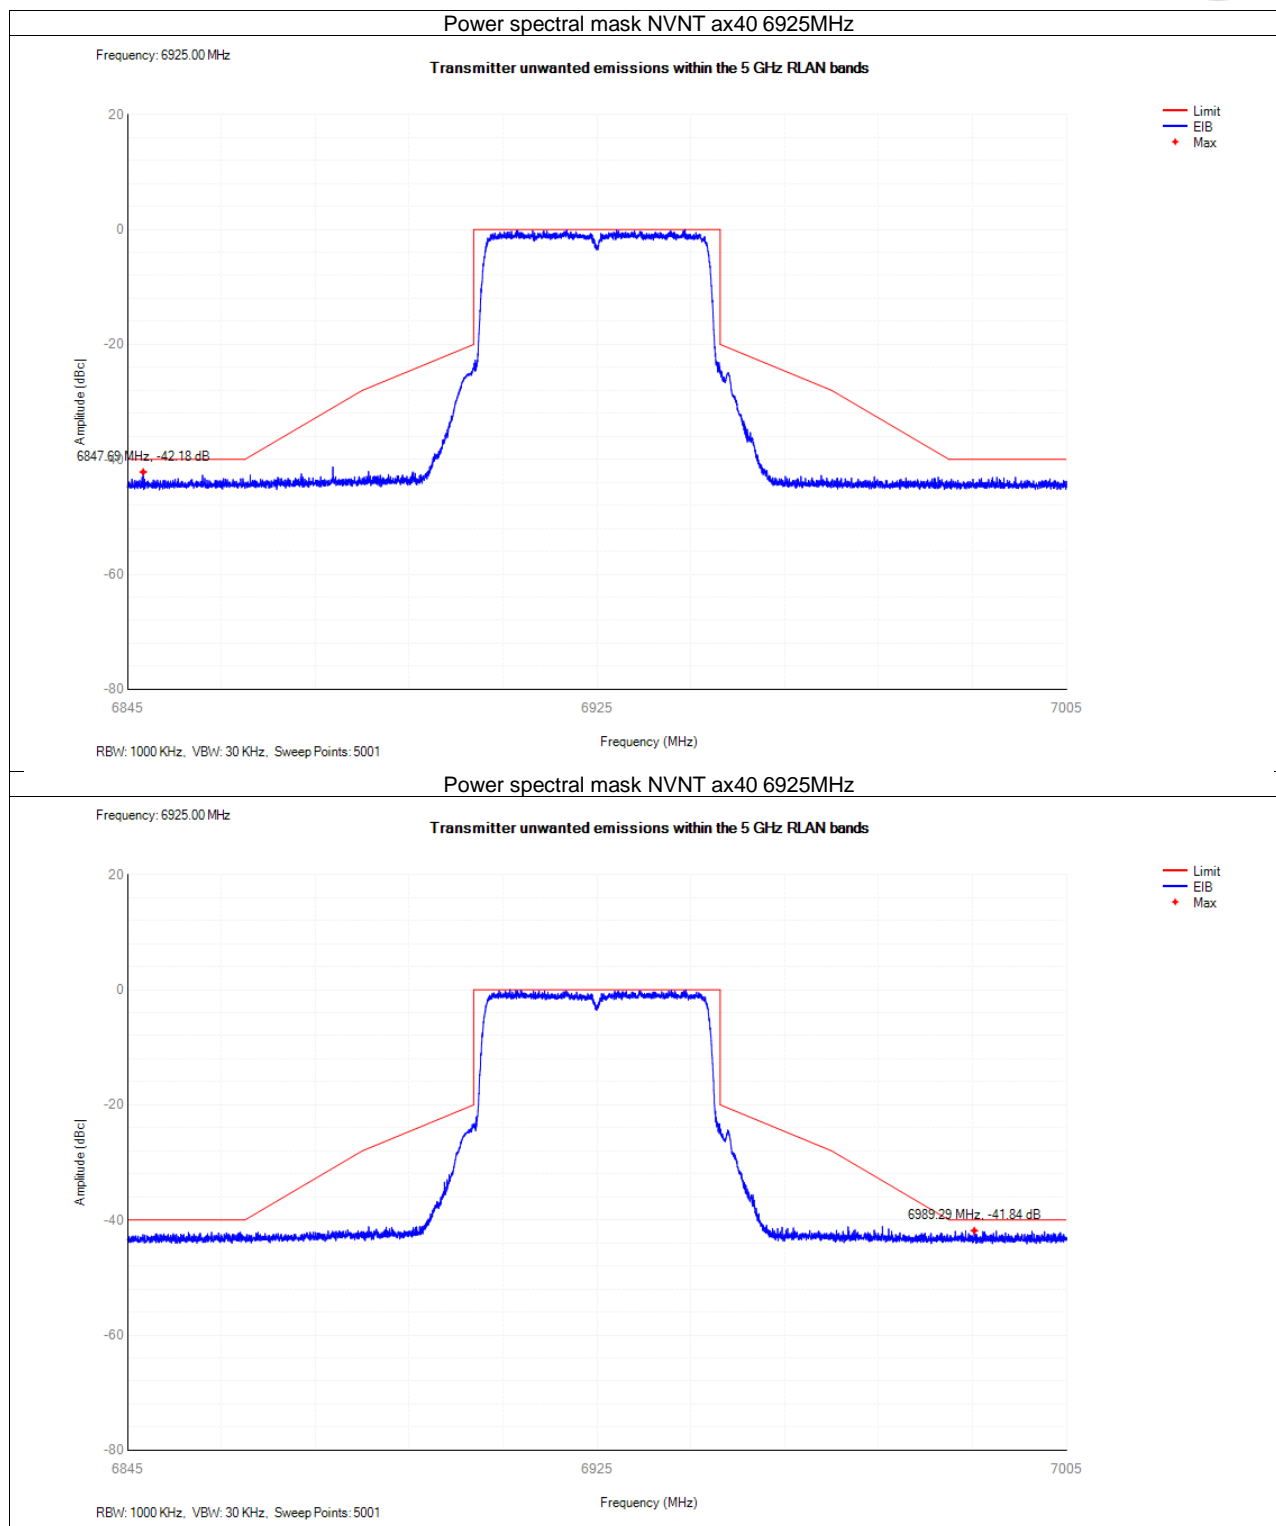 Power spectral mask NVNT ax40 6925MHz
Frequency: 6925.00 MHz
Transmitter unwanted emissions within the 5 GHz RLAN bands
Limit
EIB
Max
20
0
-20
-40
-60
-80
Amplitude (dBc)
6847.69 MHz, -42.18 dB
6845
6925
7005
Frequency (MHz)
RBW: 1000 KHz, VBW: 30 KHz, Sweep Points: 5001
Power spectral mask NVNT ax40 6925MHz
Frequency: 6925.00 MHz
Transmitter unwanted emissions within the 5 GHz RLAN bands
Limit
EIB
Max
20
0
-20
-40
-60
-80
Amplitude (dBc)
6989.29 MHz, -41.84 dB
6845
6925
7005
Frequency (MHz)
RBW: 1000 KHz, VBW: 30 KHz, Sweep Points: 5001